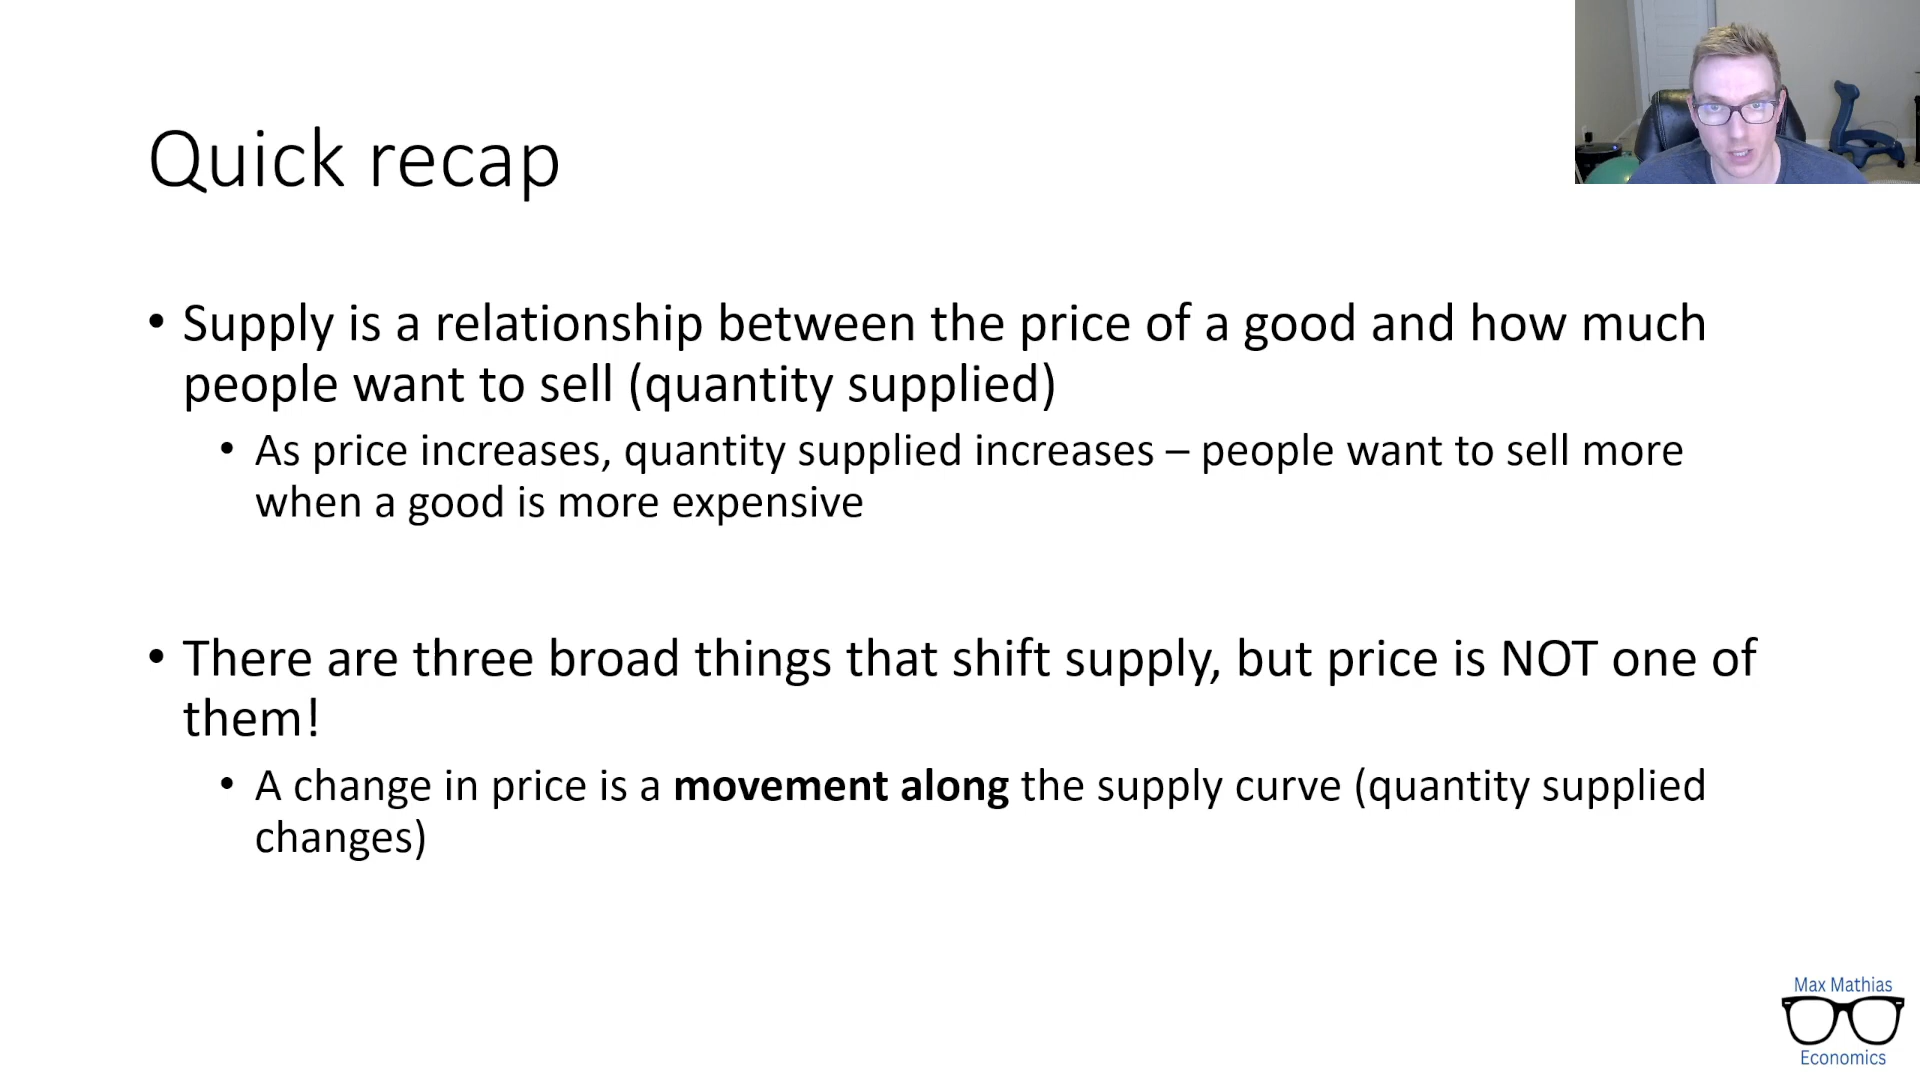 Quick recap
• Supply is a relationship between the price of a good and how much
people want to sell (quantity supplied)
• As price increases, quantity supplied increases – people want to sell more
when a good is more expensive
• There are three broad things that shift supply, but price is NOT one of
them!
• A change in price is a movement along the supply curve (quantity supplied
changes)
Max Mathias
Economics